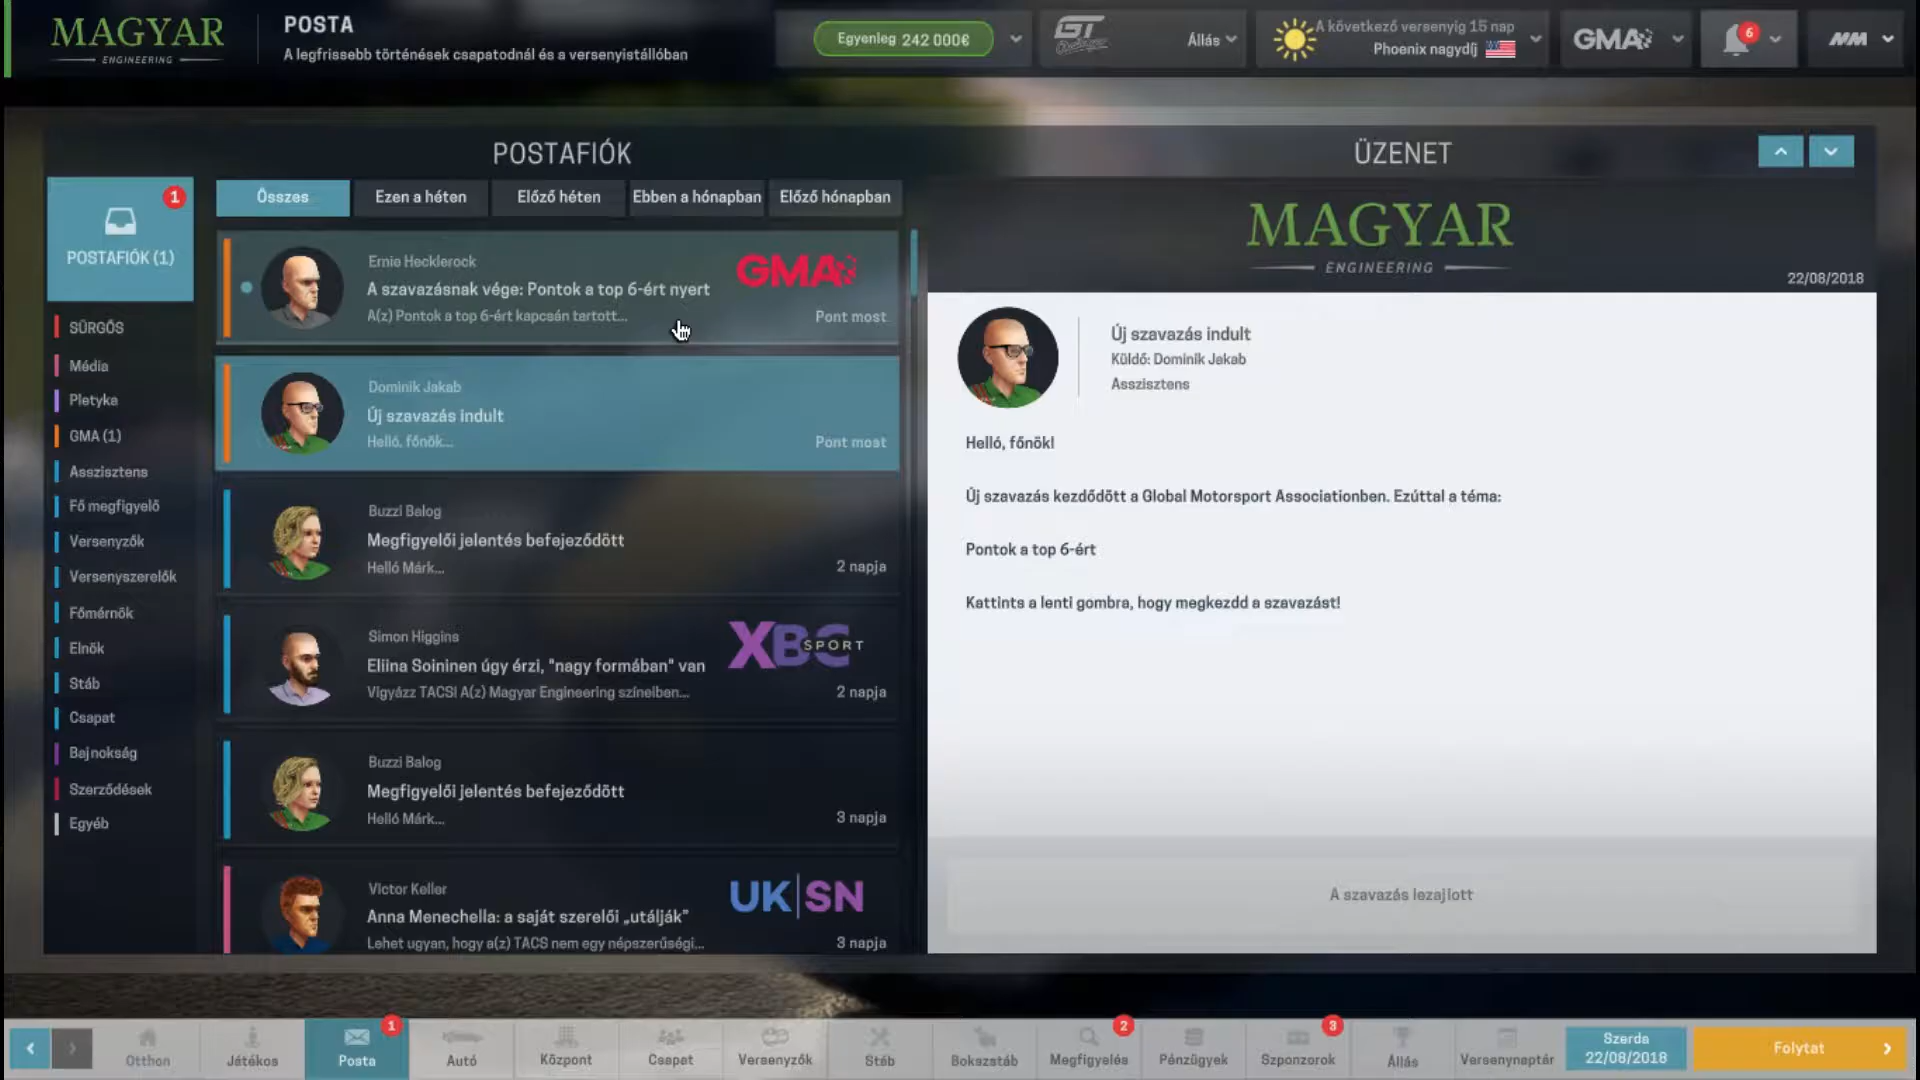 MAGYAR
ENGINEERING
POSTA
A legfrissebb történések csapatodnál és a versenyistállóban
Egyenleg 242 000€
GT
Állás
A következő versenyig 15 nap
Phoenix nagydíj
GMA
6
POSTAFIÓK
ÜZENET
1
POSTAFIÓK (1)
Összes
Ezen a héten
Előző héten
Ebben a hónapban
Előző hónapban
SÜRGŐS
Média
Pletyka
GMA (1)
Asszisztens
Fő megfigyelő
Versenyzők
Versenyszerelők
Főmérnök
Elnök
Stáb
Csapat
Bajnokság
Szerződések
Egyéb
Ernie Hecklerock
A szavazásnak vége: Pontok a top 6-ért nyert
A(z) Pontok a top 6-ért kapcsán tartott...
GMA
Pont most
Dominik Jakab
Új szavazás indult
Helló, főnök...
Pont most
Buzzi Balog
Megfigyelői jelentés befejeződött
Helló Márk...
2 napja
Simon Higgins
Eliina Soininen úgy érzi, "nagy formában" van
Vigyázz TACS! A(z) Magyar Engineering színeiben...
XBC SPORT
2 napja
Buzzi Balog
Megfigyelői jelentés befejeződött
Helló Márk...
3 napja
Victor Keller
Anna Menechella: a saját szerelői „utálják”
Lehet ugyan, hogy a(z) TACS nem egy népszerűségi...
UK|SN
3 napja
MAGYAR
ENGINEERING
22/08/2018
Új szavazás indult
Küldő: Dominik Jakab
Asszisztens
Helló, főnök!
Új szavazás kezdődött a Global Motorsport Associationben. Ezúttal a téma:
Pontok a top 6-ért
Kattints a lenti gombra, hogy megkezdd a szavazást!
A szavazás lezajlott
Otthon
Játékos
1
Posta
Autó
Központ
Csapat
Versenyzők
Stáb
Bokszutcáb
2
Megfigyelés
Pénzügyek
3
Szponzorok
Állás
Versenynaptár
Szerda
22/08/2018
Folytat